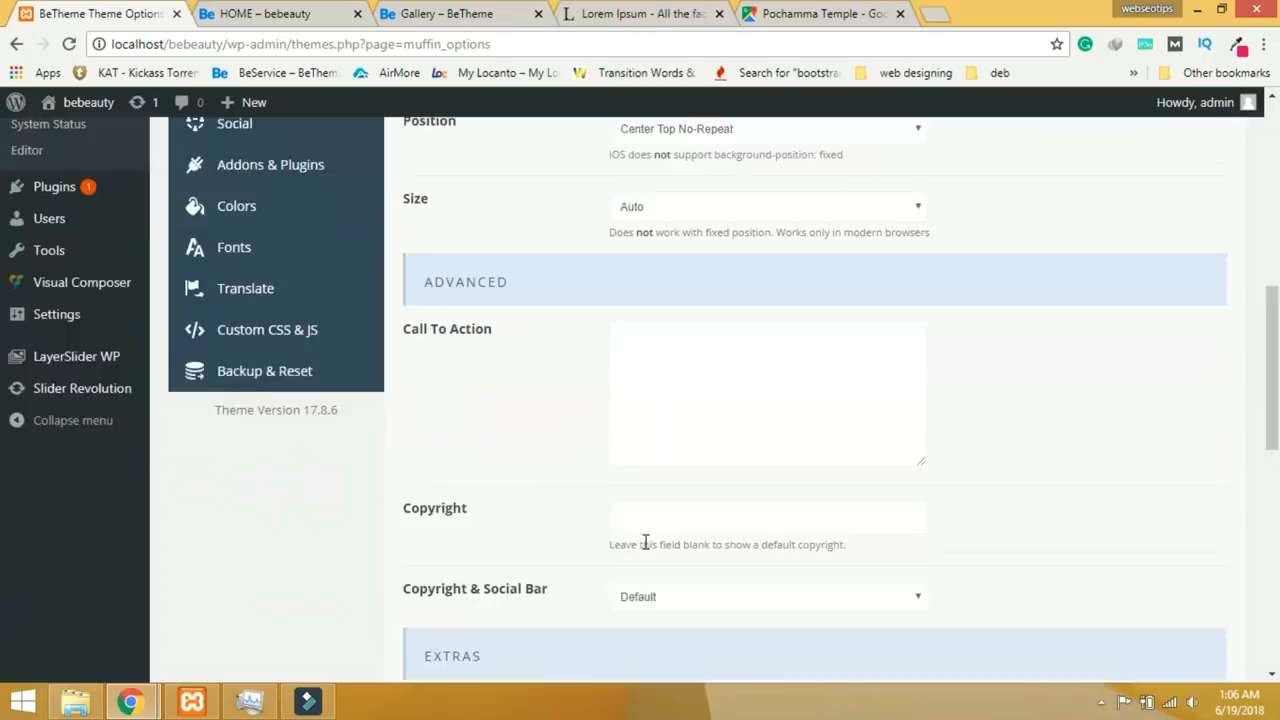 BeTheme Theme Options
HOME – bebeauty
Gallery – BeTheme
Lorem Ipsum - All the fac
Pochamma Temple - Goo
webseotips
localhost/bebeauty/wp-admin/themes.php?page=muffin_options
Apps
KAT - Kickass Torren
BeService – BeThem
AirMore
My Locanto – My Lo
Transition Words &
Search for "bootstra
web designing
deb
»
Other bookmarks
bebeauty
1
0
New
Howdy, admin
System Status
Editor
Plugins 1
Users
Tools
Visual Composer
Settings
LayerSlider WP
Slider Revolution
Collapse menu
Social
Addons & Plugins
Colors
Fonts
Translate
Custom CSS & JS
Backup & Reset
Theme Version 17.8.6
Position
Center Top No-Repeat
iOS does not support background-position: fixed
Size
Auto
Does not work with fixed position. Works only in modern browsers
ADVANCED
Call To Action
Copyright
Leave this field blank to show a default copyright.
Copyright & Social Bar
Default
EXTRAS
1:06 AM
6/19/2018